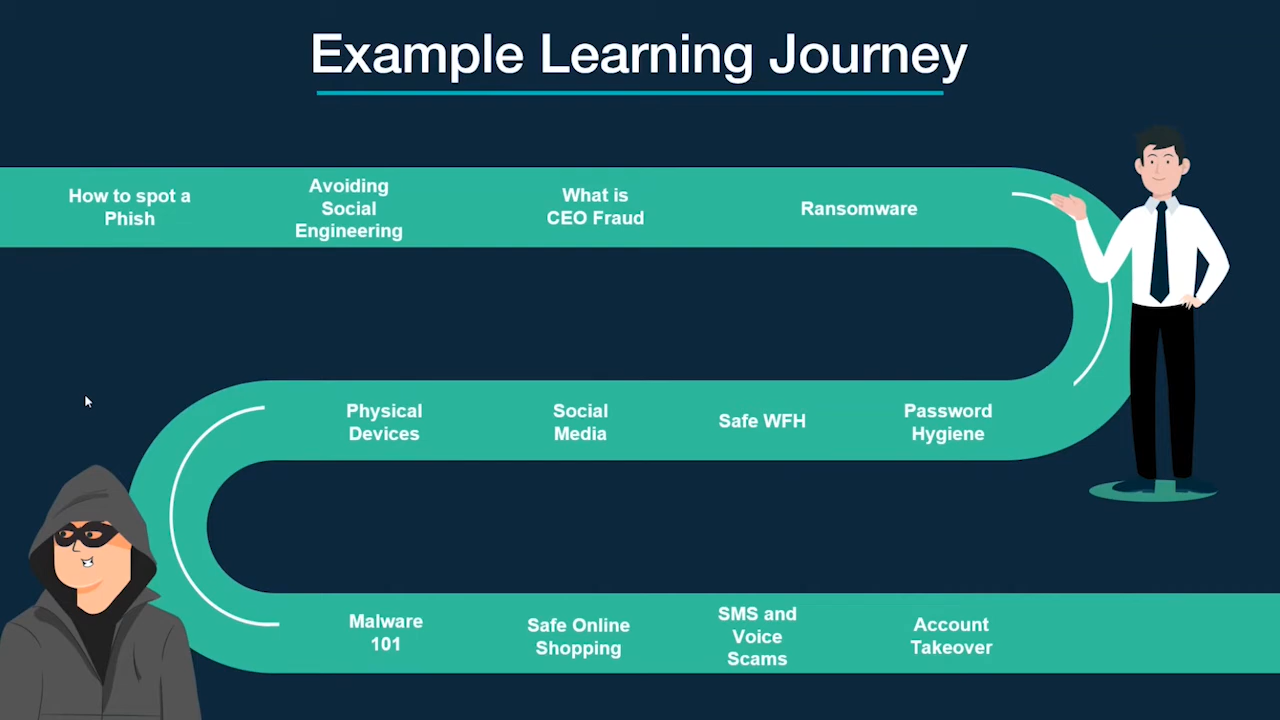 Example Learning Journey
How to spot a
Phish
Avoiding
Social
Engineering
What is
CEO Fraud
Ransomware
Physical
Devices
Social
Media
Safe WFH
Password
Hygiene
Malware
101
Safe Online
Shopping
SMS and
Voice
Scams
Account
Takeover